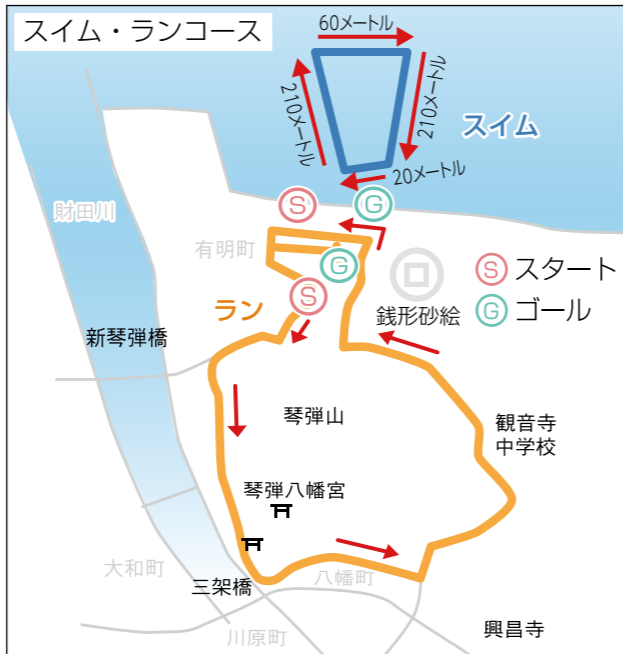 スイム・ランコース
60メートル
210メートル
210メートル
スイム
20メートル
財田川
S
G
有明町
G
S
ラン
銭形砂絵
S スタート
G ゴール
新琴弾橋
琴弾山
観音寺
中学校
琴弾八幡宮
大和町
三架橋
八幡町
川原町
興昌寺